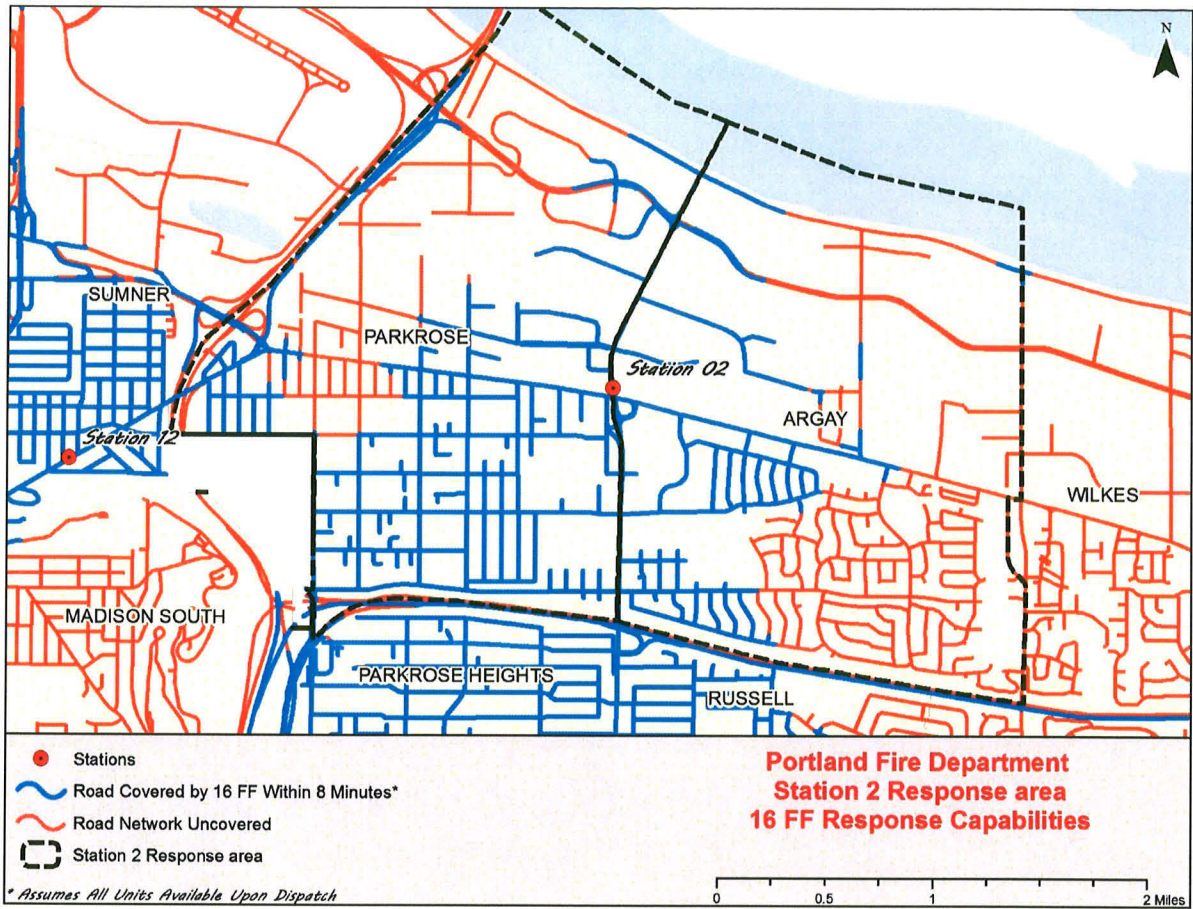 N
SUMNER
PARKROSE
Station 02
ARGAY
Station 12
WILKES
MADISON SOUTH
PARKROSE HEIGHTS
RUSSELL
Stations
Road Covered by 16 FF Within 8 Minutes*
Road Network Uncovered
Station 2 Response area
* Assumes All Units Available Upon Dispatch
Portland Fire Department
Station 2 Response area
16 FF Response Capabilities
0 0.5 1 2 Miles